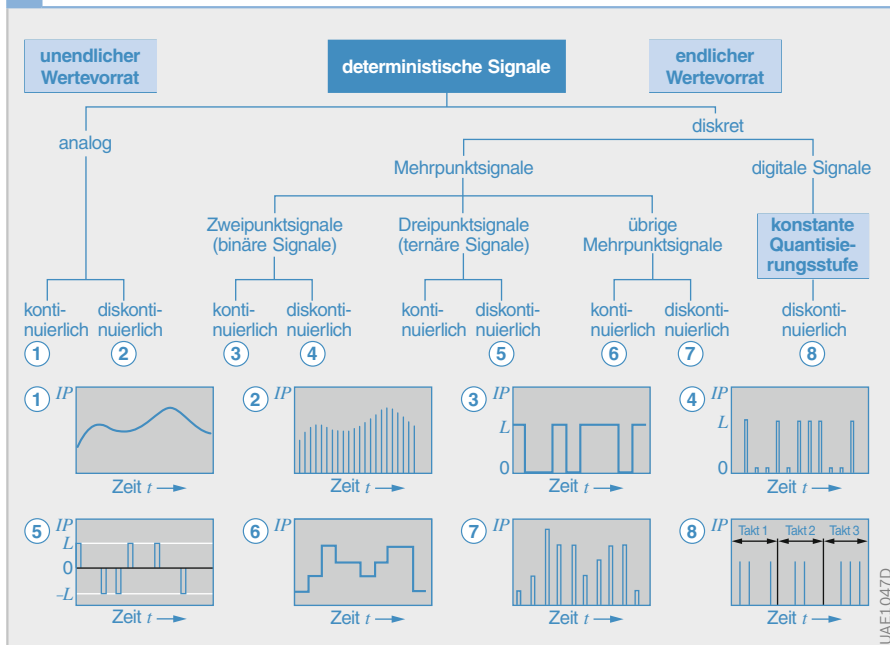 unendlicher
Wertevorrat
deterministische Signale
endlicher
Wertevorrat
diskret
analog
Mehrpunktsignale
digitale Signale
Zweipunktsignale
(binäre Signale)
Dreipunktsignale
(ternäre Signale)
übrige
Mehrpunktsignale
konstante
Quantisie-
rungsstufe
konti-
nuierlich
1
diskonti-
nuierlich
2
konti-
nuierlich
3
diskonti-
nuierlich
4
konti-
nuierlich
diskonti-
nuierlich
5
konti-
nuierlich
6
diskonti-
nuierlich
7
diskonti-
nuierlich
8
1 IP
Zeit t
2 IP
Zeit t
3 IP
L
0
Zeit t
4 IP
L
0
Zeit t
5 IP
L
0
–L
Zeit t
6 IP
Zeit t
7 IP
Zeit t
8 IP
Takt 1 Takt 2 Takt 3
Zeit t
UAE1047D